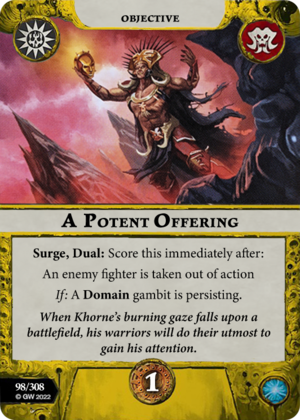 OBJECTIVE
A Potent Offering
Surge, Dual: Score this immediately after:
An enemy fighter is taken out of action
If: A Domain gambit is persisting.
When Khorne's burning gaze falls upon a
battlefield, his warriors will do their utmost to
gain his attention.
98/308
© GW 2022
1